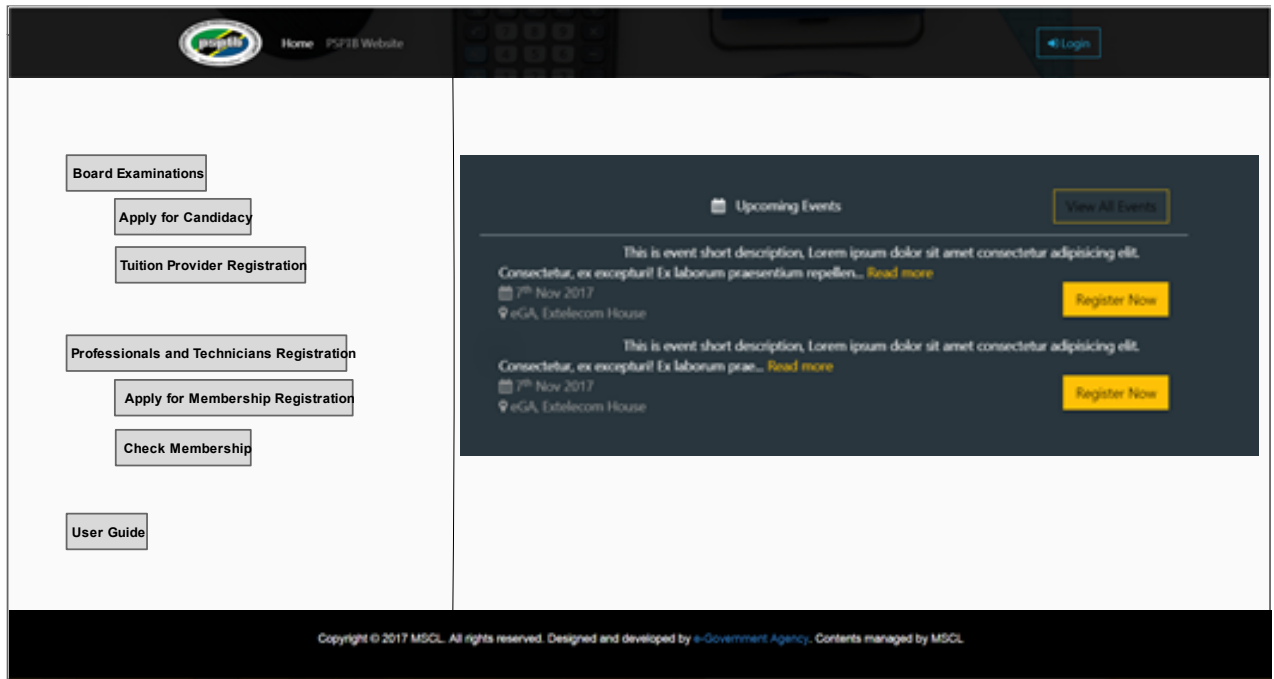 psptb
Home PSPTB Website
Login
Board Examinations
Apply for Candidacy
Tuition Provider Registration
Professionals and Technicians Registration
Apply for Membership Registration
Check Membership
User Guide
Upcoming Events
View All Events
This is event short description, Lorem ipsum dolor sit amet consectetur adipisicing elit.
Consectetur, ex excepturi! Ex laborum praesentium repellen... Read more
7th Nov 2017
eGA, Extelecom House
Register Now
This is event short description, Lorem ipsum dolor sit amet consectetur adipisicing elit.
Consectetur, ex excepturi! Ex laborum prae... Read more
7th Nov 2017
eGA, Extelecom House
Register Now
Copyright © 2017 MSCL. All rights reserved. Designed and developed by e-Government Agency. Contents managed by MSCL